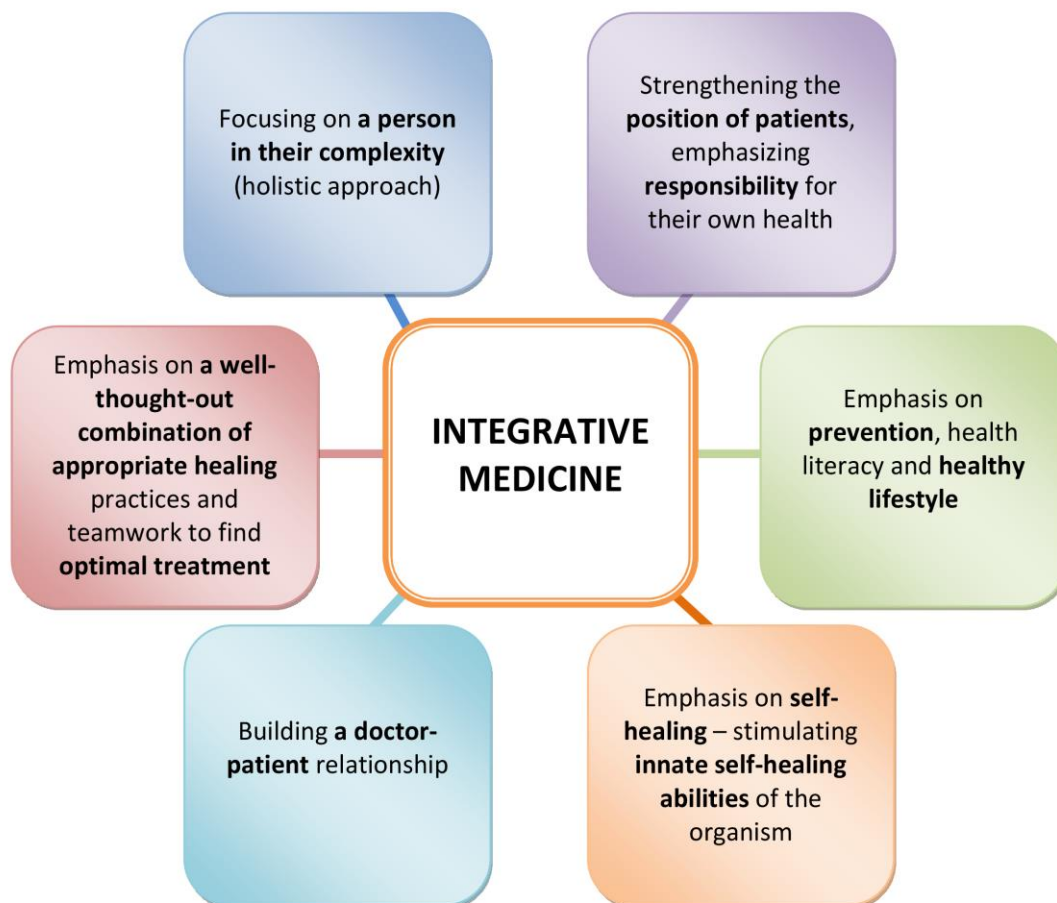 Focusing on a person
in their complexity
(holistic approach)
Strengthening the
position of patients,
emphasizing
responsibility for
their own health
Emphasis on a well-
thought-out
combination of
appropriate healing
practices and
teamwork to find
optimal treatment
INTEGRATIVE
MEDICINE
Emphasis on
prevention, health
literacy and healthy
lifestyle
Building a doctor-
patient relationship
Emphasis on self-
healing – stimulating
innate self-healing
abilities of the
organism